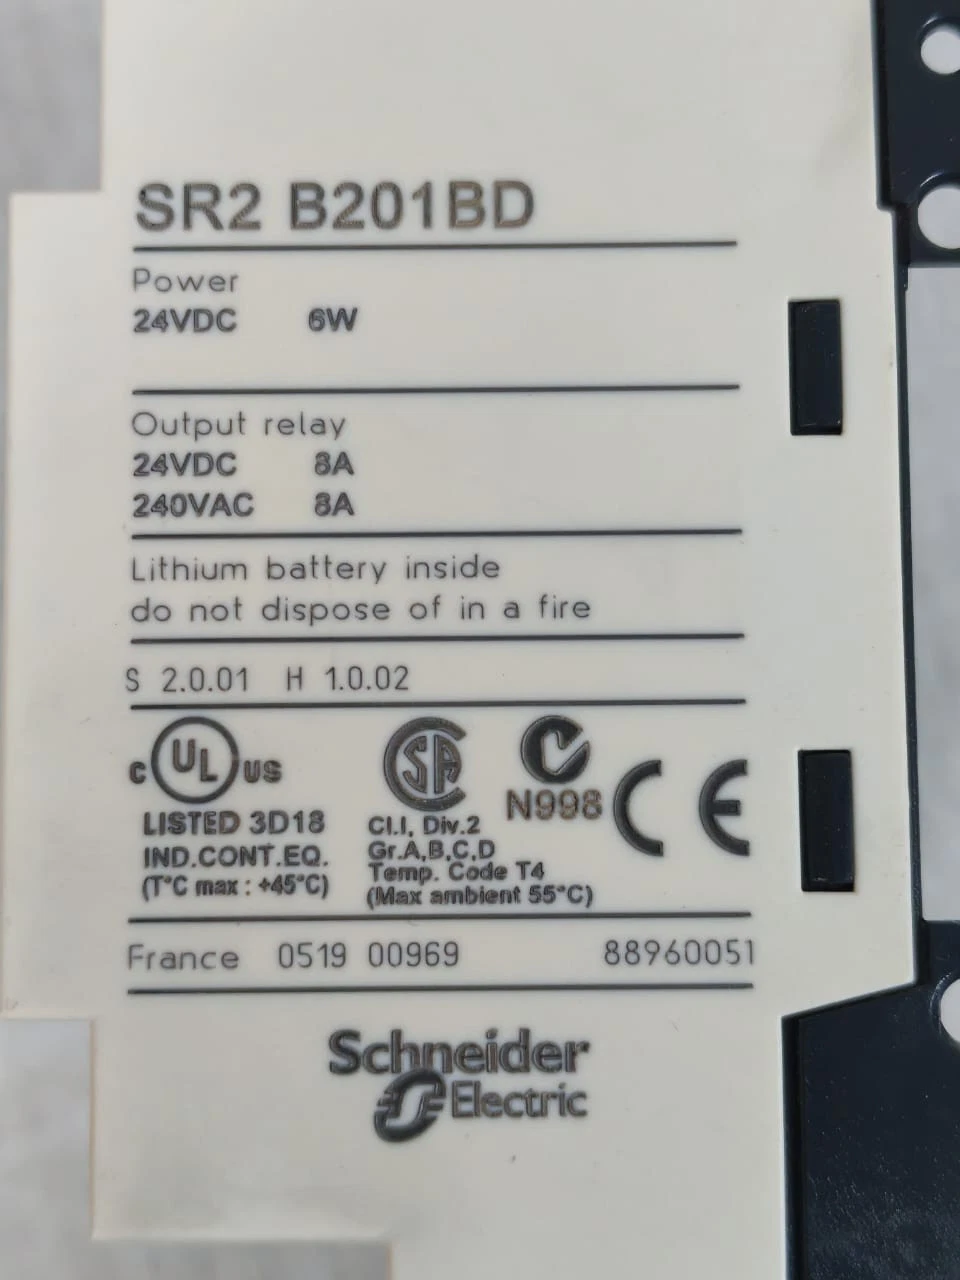 SR2 B201BD
Power
24VDC 6W
Output relay
24VDC 8A
240VAC 8A
Lithium battery inside
do not dispose of in a fire
S 2.0.01 H 1.0.02
C UL US
LISTED 3D18
IND.CONT.EQ.
(T°C max : +45°C)
SA
Cl.I, Div.2
Gr.A,B,C,D
Temp. Code T4
(Max ambient 55°C)
N998
CE
France 0519 00969 88960051
Schneider
Electric